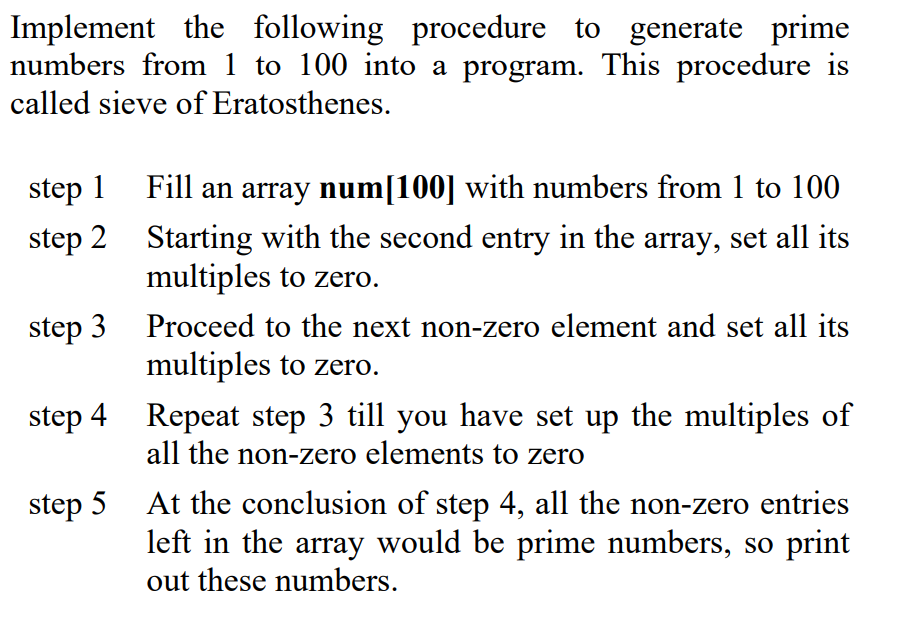 Implement the following procedure to generate prime
numbers from 1 to 100 into a program. This procedure is
called sieve of Eratosthenes.
step 1 Fill an array num[100] with numbers from 1 to 100
step 2 Starting with the second entry in the array, set all its
multiples to zero.
step 3 Proceed to the next non-zero element and set all its
multiples to zero.
step 4 Repeat step 3 till you have set up the multiples of
all the non-zero elements to zero
step 5 At the conclusion of step 4, all the non-zero entries
left in the array would be prime numbers, so print
out these numbers.